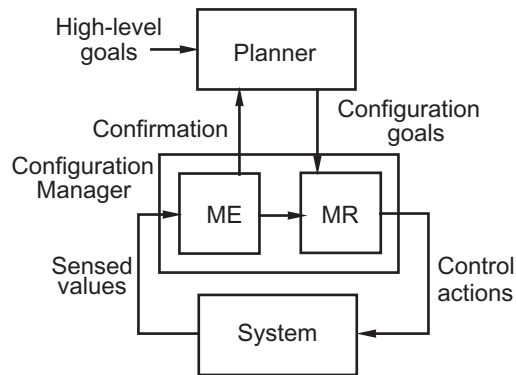 High-level
goals
Planner
Confirmation
Configuration
goals
Configuration
Manager
ME
MR
Sensed
values
Control
actions
System